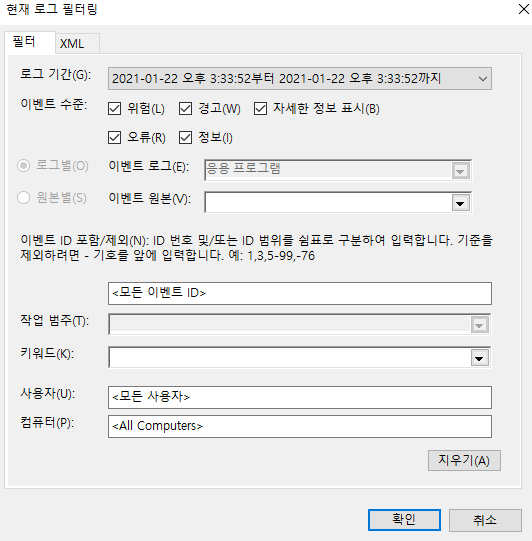 현재 로그 필터링
필터 XML
로그 기간(G): 2021-01-22 오후 3:33:52부터 2021-01-22 오후 3:33:52까지
이벤트 수준: 위험(L) 경고(W) 자세한 정보 표시(B)
오류(R) 정보(I)
로그별(O) 이벤트 로그(E): 응용 프로그램
원본별(S) 이벤트 원본(V):
이벤트 ID 포함/제외(N): ID 번호 및/또는 ID 범위를 쉼표로 구분하여 입력합니다. 기준을
제외하려면 - 기호를 앞에 입력합니다. 예: 1,3,5-99,-76
<모든 이벤트 ID>
작업 범주(T):
키워드(K):
사용자(U): <모든 사용자>
컴퓨터(P): <All Computers>
지우기(A)
확인 취소